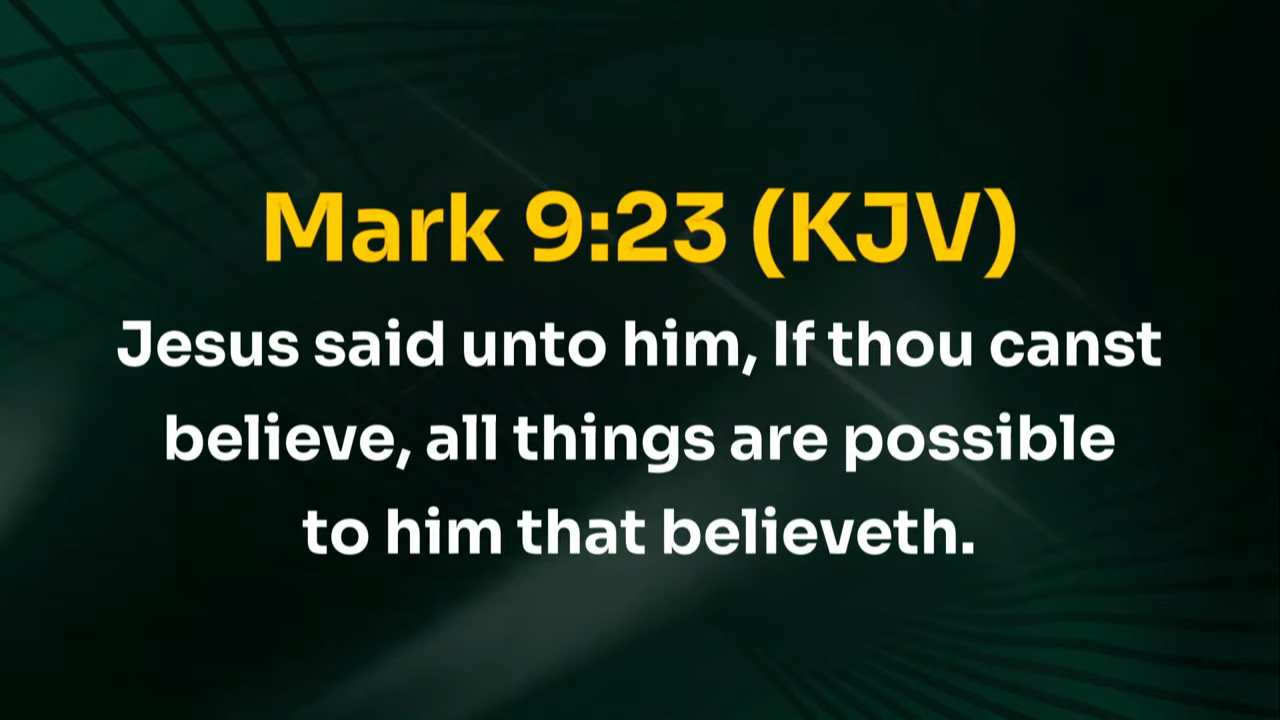 Mark 9:23 (KJV)
Jesus said unto him, If thou canst
believe, all things are possible
to him that believeth.